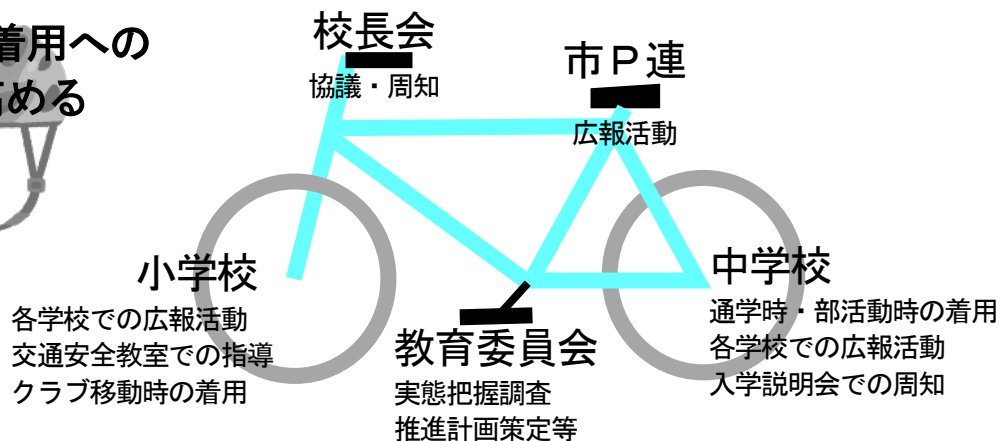 着用への
高める
校長会
協議・周知
市P連
広報活動
小学校
各学校での広報活動
交通安全教室での指導
クラブ移動時の着用
教育委員会
実態把握調査
推進計画策定等
中学校
通学時・部活動時の着用
各学校での広報活動
入学説明会での周知